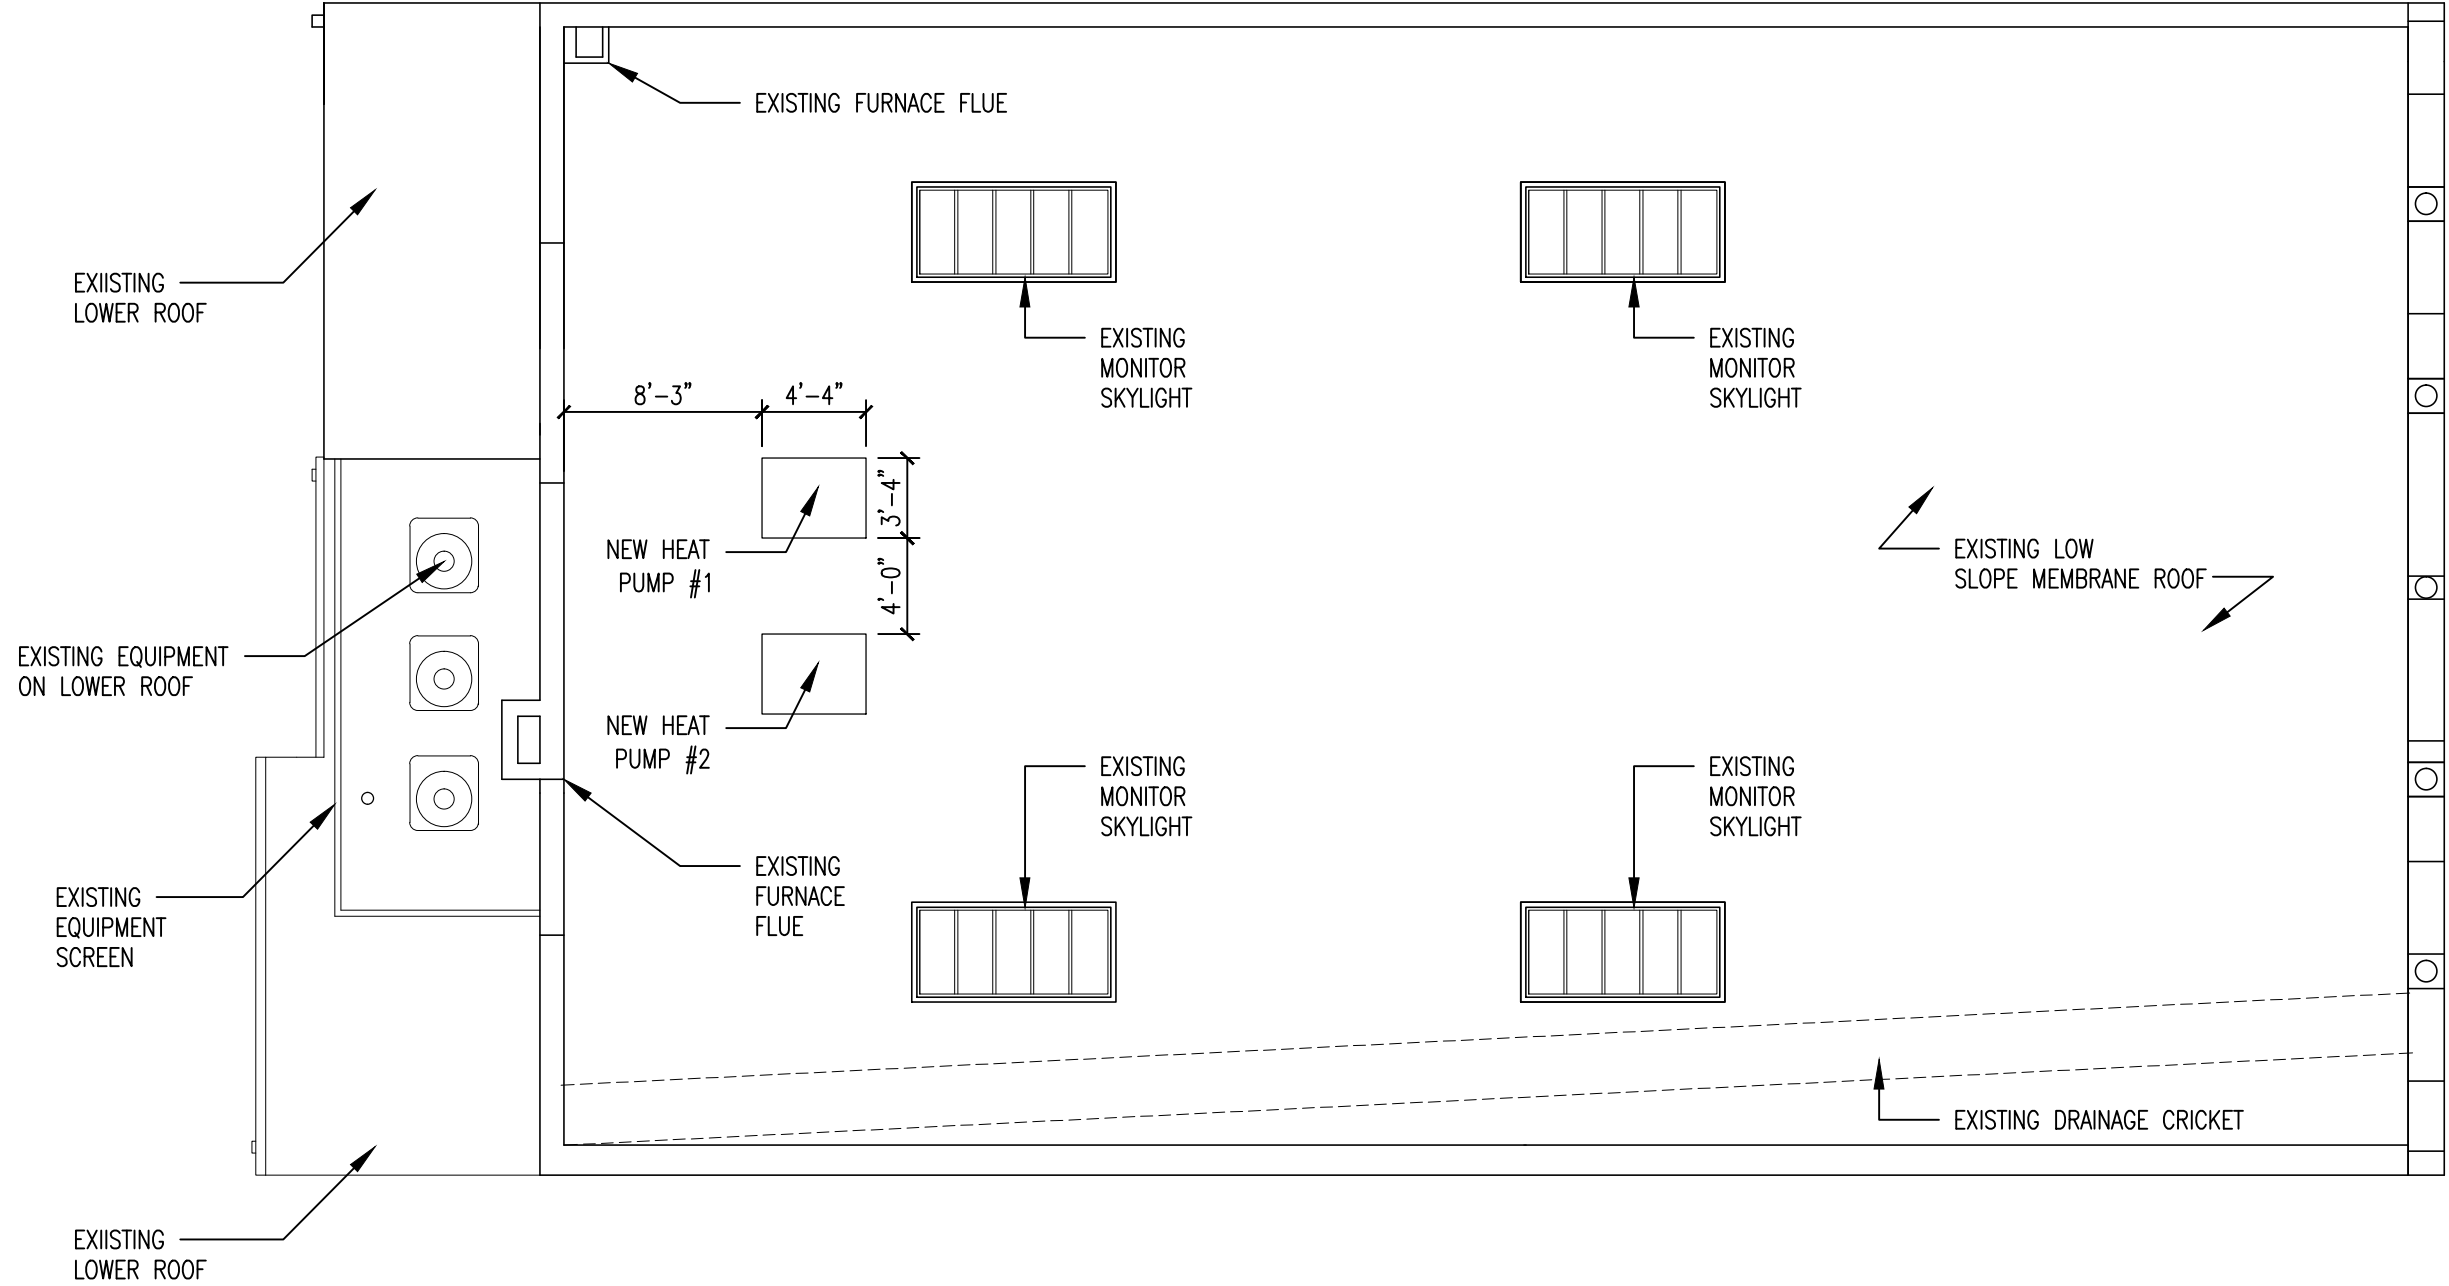 EXISTING FURNACE FLUE
EXIISTING
LOWER ROOF
EXISTING
MONITOR
SKYLIGHT
EXISTING
MONITOR
SKYLIGHT
8'-3"
4'-4"
3'-4"
4'-0"
NEW HEAT
PUMP #1
EXISTING LOW
SLOPE MEMBRANE ROOF
EXISTING EQUIPMENT
ON LOWER ROOF
NEW HEAT
PUMP #2
EXISTING
MONITOR
SKYLIGHT
EXISTING
MONITOR
SKYLIGHT
EXISTING
FURNACE
FLUE
EXISTING
EQUIPMENT
SCREEN
EXISTING DRAINAGE CRICKET
EXIISTING
LOWER ROOF